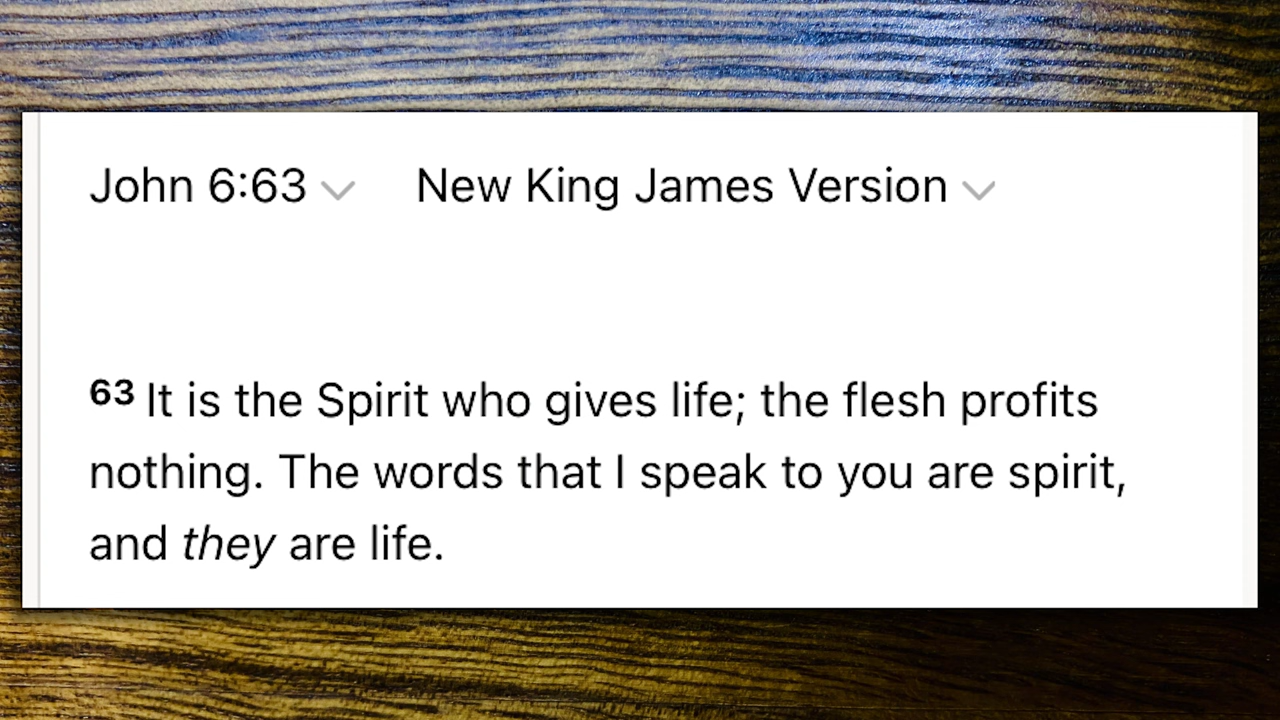 John 6:63 New King James Version
63 It is the Spirit who gives life; the flesh profits
nothing. The words that I speak to you are spirit,
and they are life.